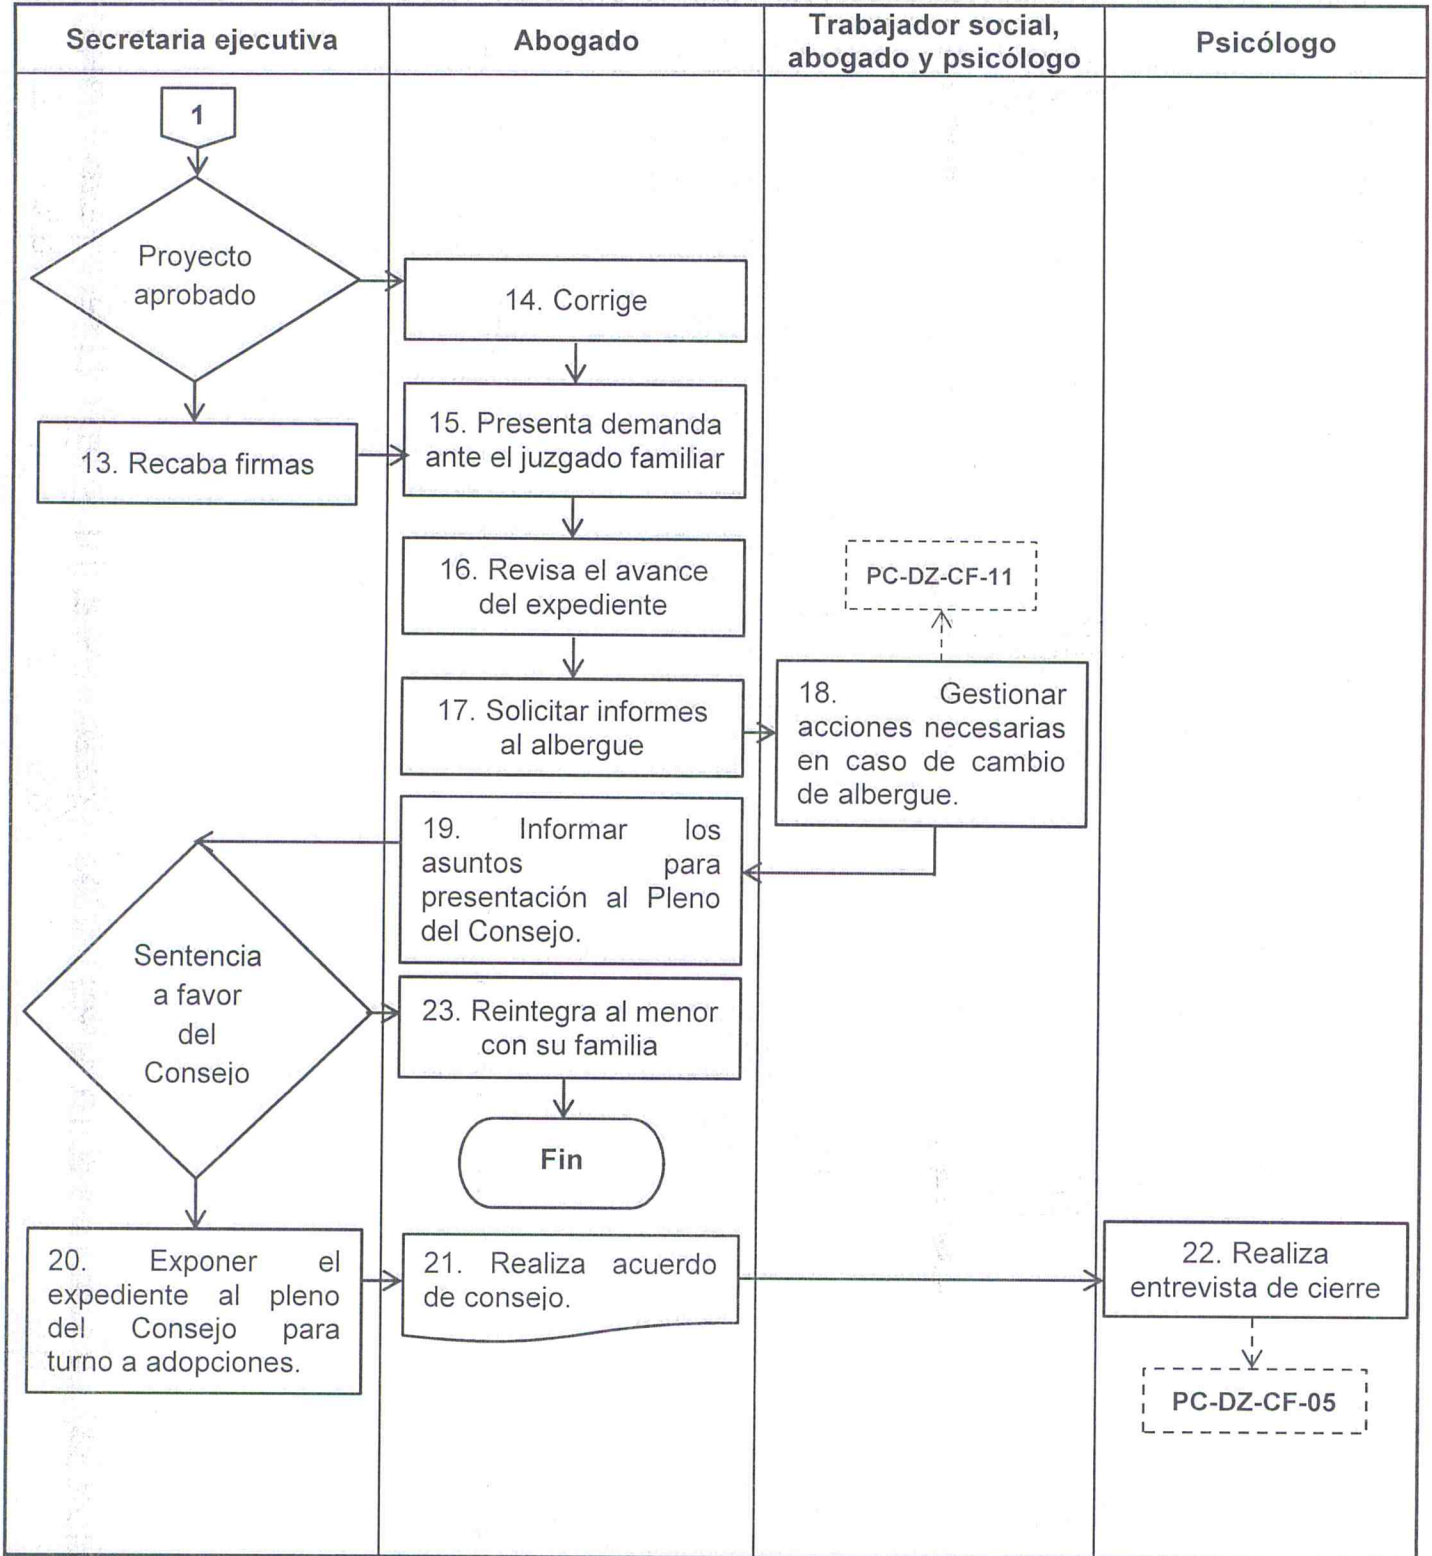 Secretaria ejecutiva
Abogado
Trabajador social,
abogado y psicólogo
Psicólogo
1
Proyecto
aprobado
14. Corrige
13. Recaba firmas
15. Presenta demanda
ante el juzgado familiar
16. Revisa el avance
del expediente
PC-DZ-CF-11
17. Solicitar informes
al albergue
18. Gestionar
acciones necesarias
en caso de cambio
de albergue.
19. Informar los
asuntos para
presentación al Pleno
del Consejo.
Sentencia
a favor
del
Consejo
23. Reintegra al menor
con su familia
Fin
20. Exponer el
expediente al pleno
del Consejo para
turno a adopciones.
21. Realiza acuerdo
de consejo.
22. Realiza
entrevista de cierre
PC-DZ-CF-05